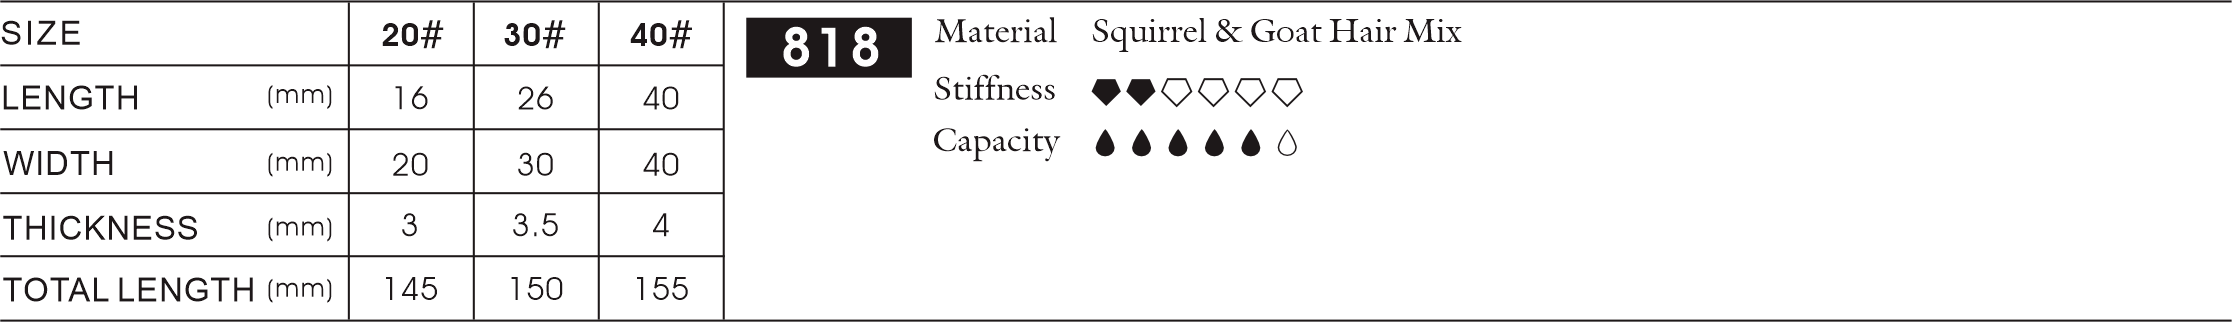 SIZE 20# 30# 40#
LENGTH (mm) 16 26 40
WIDTH (mm) 20 30 40
THICKNESS (mm) 3 3.5 4
TOTAL LENGTH (mm) 145 150 155
818
Material Squirrel & Goat Hair Mix
Stiffness
Capacity